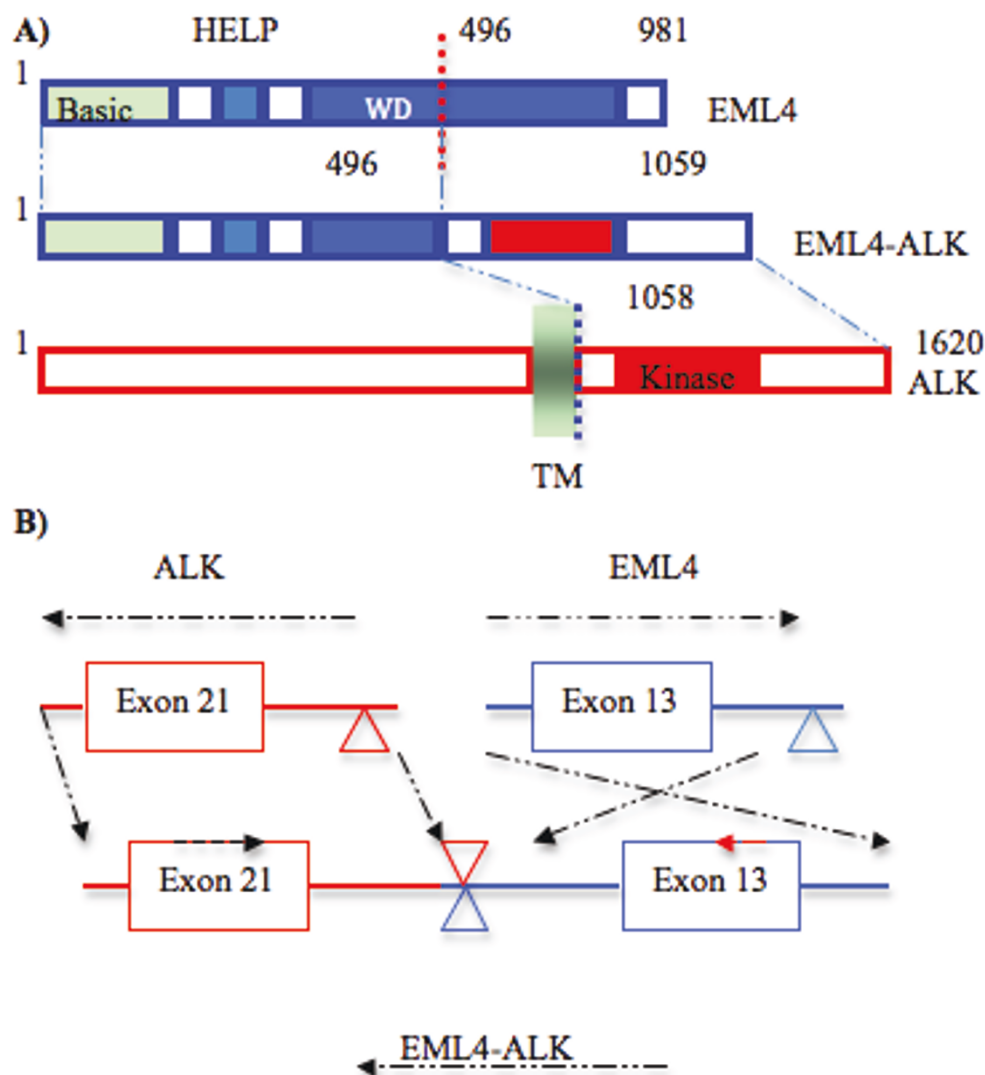 A) HELP 496 981
1
Basic WD EML4
496 1059
1
EML4-ALK
1058
1 1620
Kinase ALK
TM
B)
ALK EML4
Exon 21 Exon 13
Exon 21 Exon 13
EML4-ALK